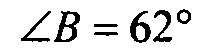 ∠B = 62°